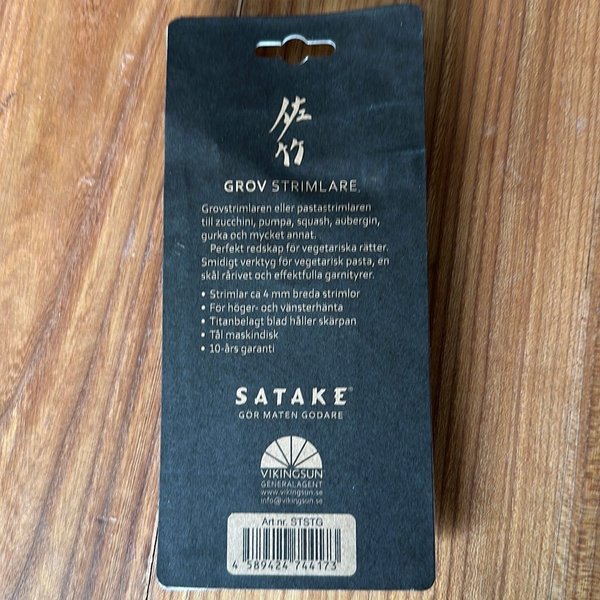 佐竹
GROV STRIMLARE
Grovstrimlaren eller pastastrimlaren
till zucchini, pumpa, squash, aubergin,
gurka och mycket annat.
Perfekt redskap för vegetariska rätter.
Smidigt verktyg för vegetarisk pasta, en
skål rårivet och effektfulla garnityrer.
• Strimlar ca 4 mm breda strimlor
• För höger- och vänsterhänta
• Titanbelagt blad håller skärpan
• Tål maskindisk
• 10-års garanti
SATAKE®
GÖR MATEN GODARE
VIKINGSUN
GENERALAGENT
www.vikingsun.se
info@vikingsun.se
Art nr. STSTG
4 589424 744173